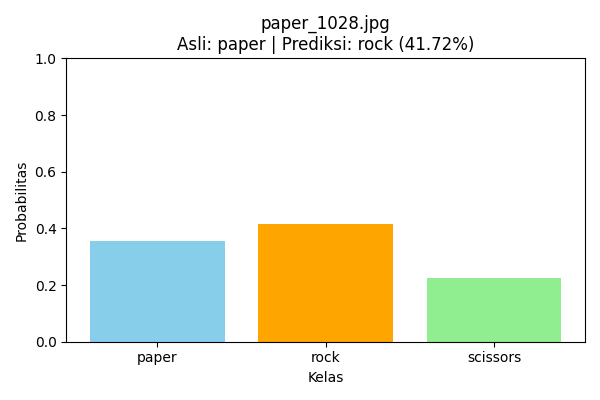 paper_1028.jpg
Asli: paper | Prediksi: rock (41.72%)
1.0
0.8
0.6
0.4
0.2
0.0
Probabilitas
paper rock scissors
Kelas